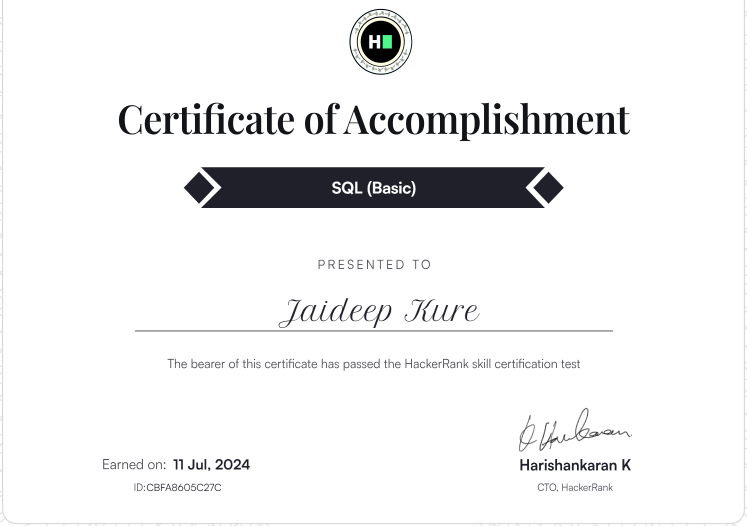 H
Certificate of Accomplishment
SQL (Basic)
PRESENTED TO
Jaideep Kure
The bearer of this certificate has passed the HackerRank skill certification test
Earned on: 11 Jul, 2024
ID:CBFA8605C27C
Harishankaran K
CTO, HackerRank